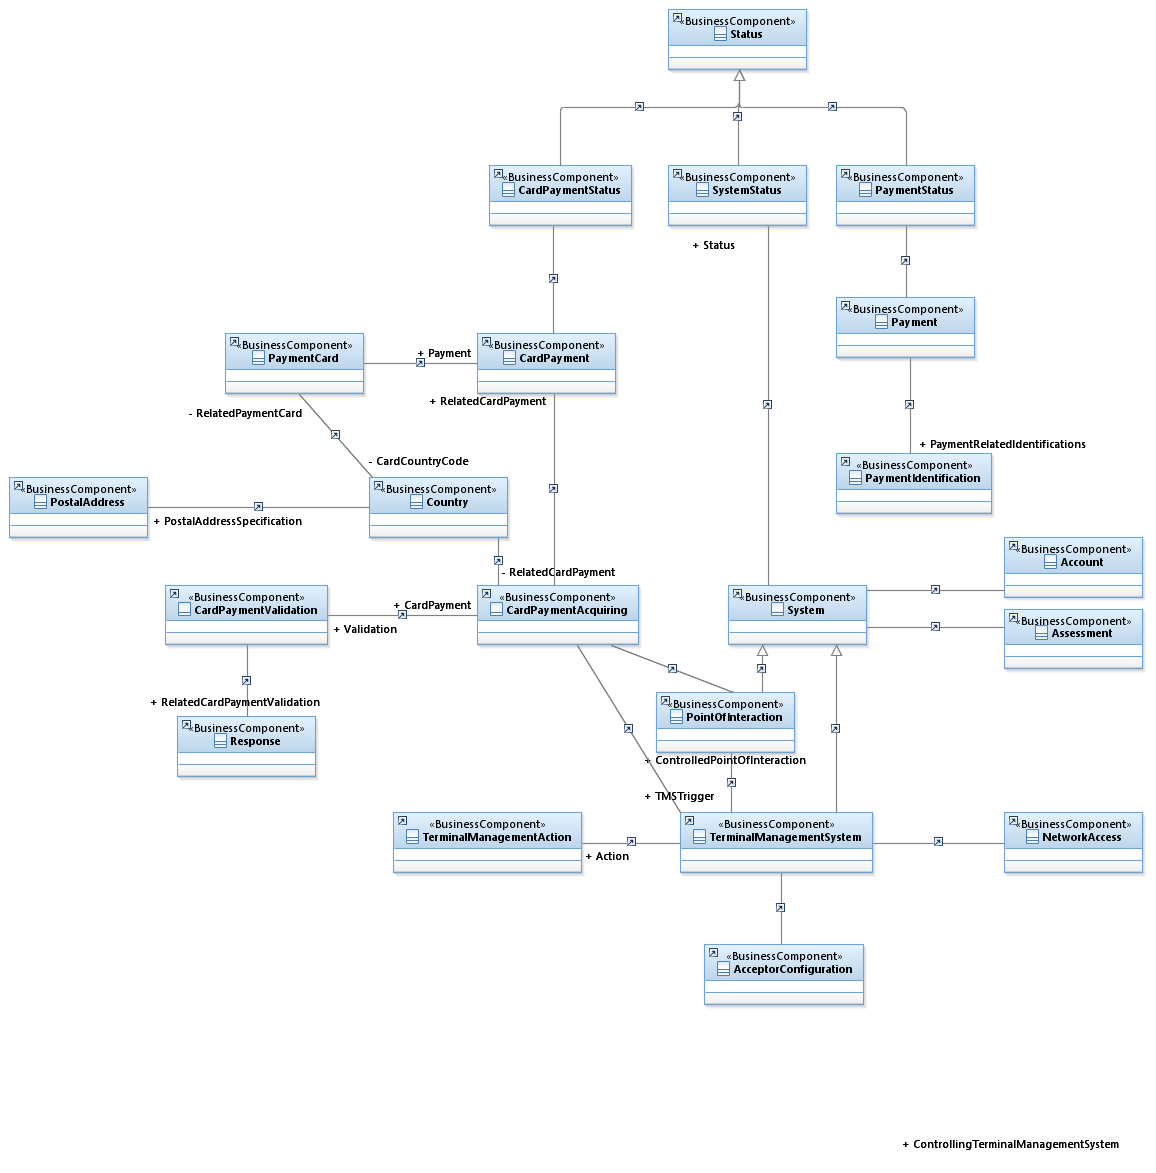 «BusinessComponent»
Status
«BusinessComponent»
CardPaymentStatus
«BusinessComponent»
SystemStatus
«BusinessComponent»
PaymentStatus
+ Status
«BusinessComponent»
Payment
«BusinessComponent»
PaymentCard
+ Payment
«BusinessComponent»
CardPayment
+ RelatedCardPayment
- RelatedPaymentCard
+ PaymentRelatedIdentifications
- CardCountryCode
«BusinessComponent»
PaymentIdentification
«BusinessComponent»
PostalAddress
«BusinessComponent»
Country
+ PostalAddressSpecification
«BusinessComponent»
Account
- RelatedCardPayment
«BusinessComponent»
CardPaymentValidation
+ CardPayment
+ Validation
«BusinessComponent»
CardPaymentAcquiring
«BusinessComponent»
System
«BusinessComponent»
Assessment
+ RelatedCardPaymentValidation
«BusinessComponent»
Response
«BusinessComponent»
PointOfInteraction
+ ControlledPointOfInteraction
+ TMSTrigger
«BusinessComponent»
TerminalManagementAction
+ Action
«BusinessComponent»
TerminalManagementSystem
«BusinessComponent»
NetworkAccess
«BusinessComponent»
AcceptorConfiguration
+ ControllingTerminalManagementSystem